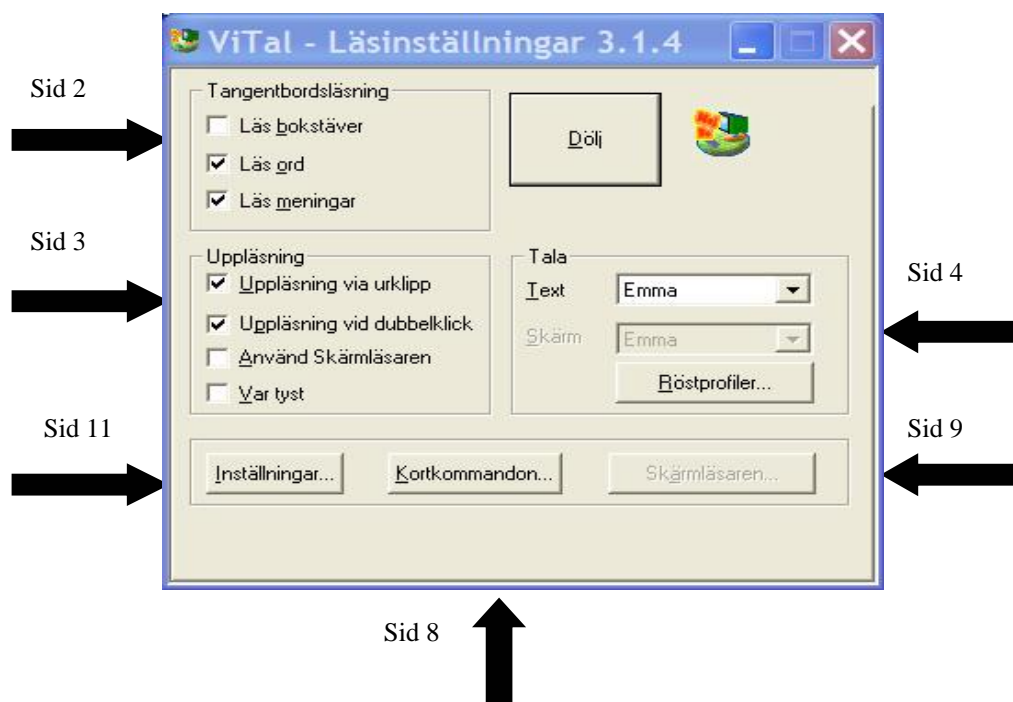 ViTal - Läsinställningar 3.1.4
Sid 2
Tangentbordsläsning
Läs bokstäver
Läs ord
Läs meningar
Dölj
Sid 3
Uppläsning
Uppläsning via urklipp
Uppläsning vid dubbelklick
Använd Skärmläsaren
Var tyst
Tala
Text Emma
Skärm Emma
Röstprofiler...
Sid 4
Sid 11
Inställningar... Kortkommandon... Skärmläsaren...
Sid 9
Sid 8